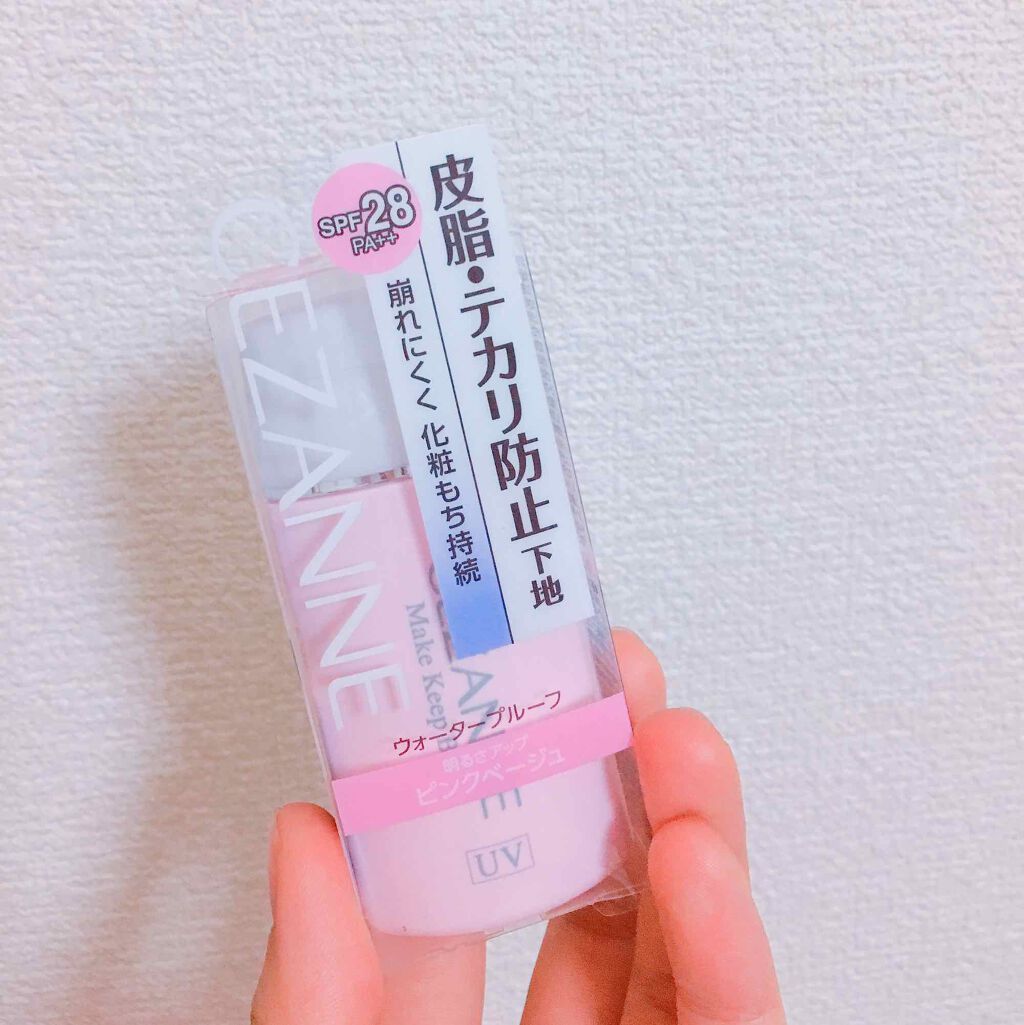 SPF28
PA++
皮脂・テカリ防止下地
崩れにくく 化粧もち持続
CEZANNE
CEZANNE
Make Keep B
ウォータープルーフ
明るさアップ
ピンクベージュ
UV